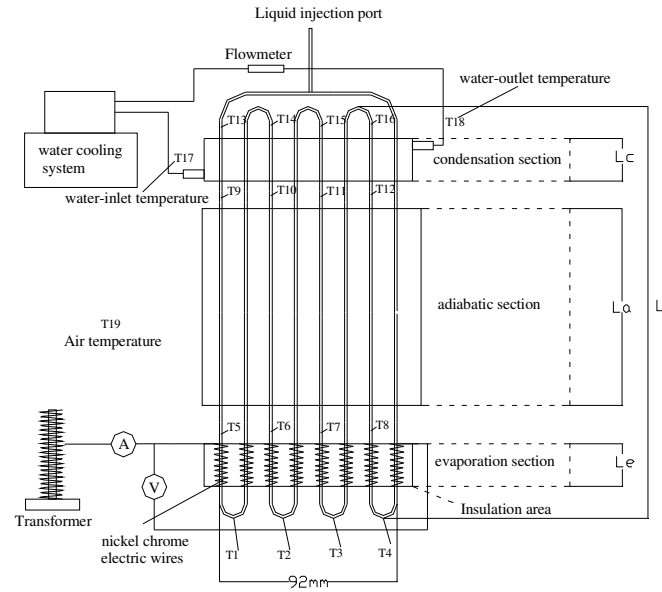 Liquid injection port
Flowmeter
water-outlet temperature
T13
T14
T15
T16
T18
water cooling
system
T17
condensation section
Lc
water-inlet temperature
T9
T10
T11
T12
adiabatic section
La
L
T19
Air temperature
T5
T6
T7
T8
A
evaporation section
Le
V
Insulation area
Transformer
nickel chrome
electric wires
T1
T2
T3
T4
92mm